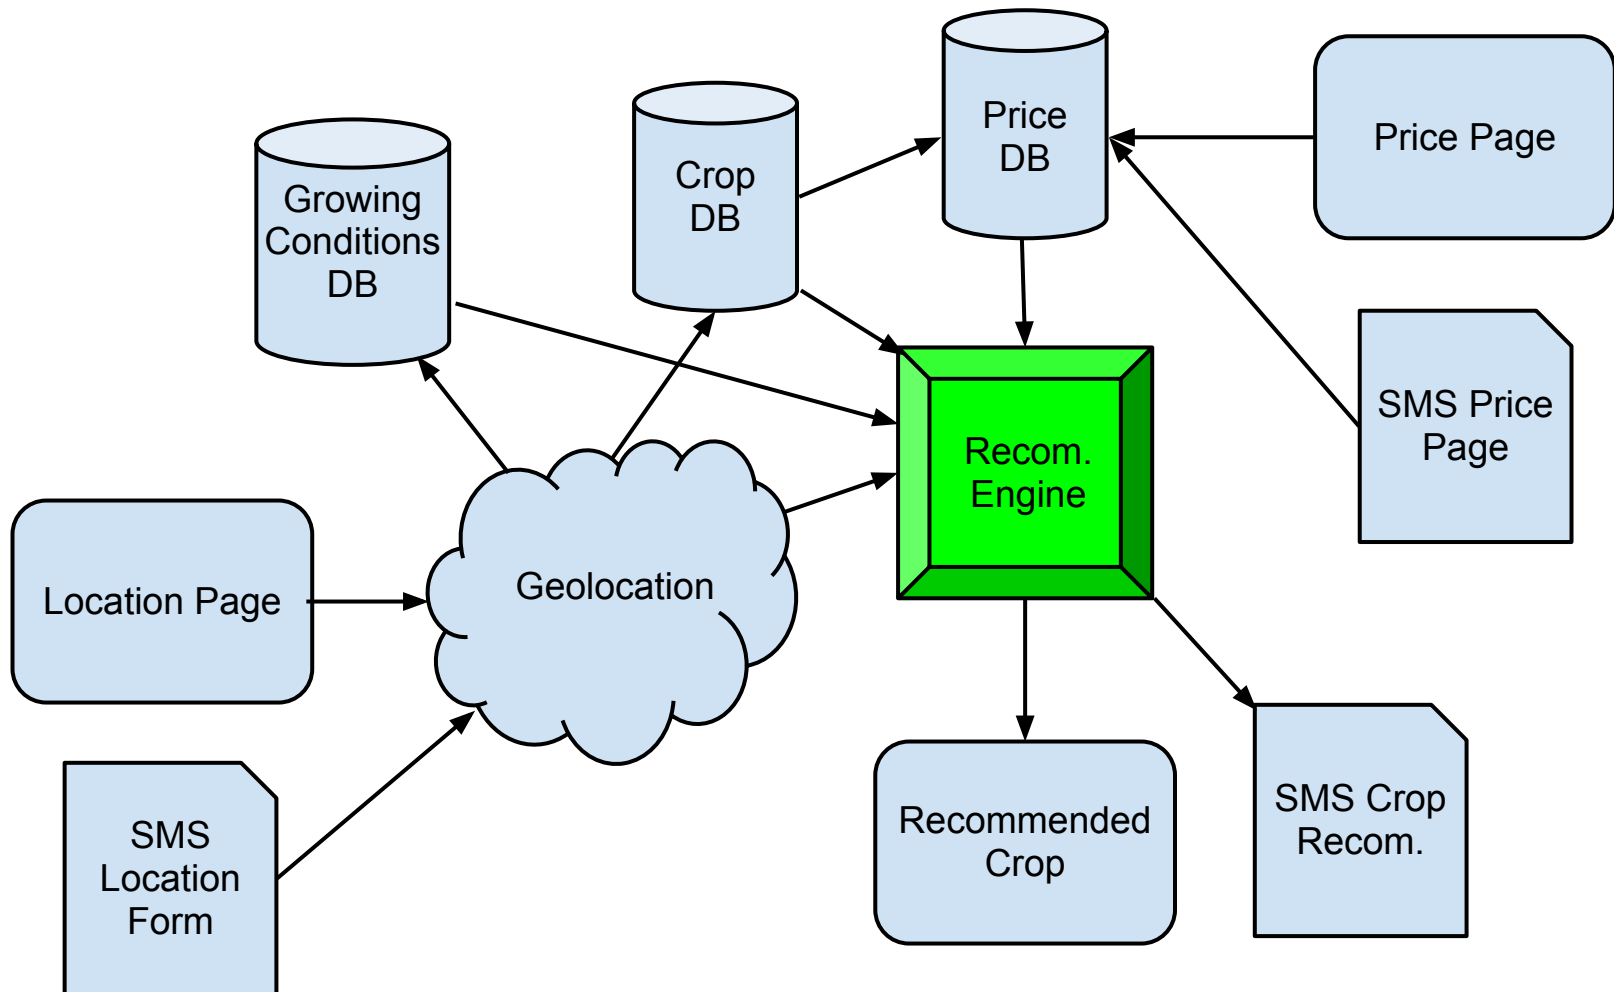 Price
DB
Price Page
Crop
DB
Growing
Conditions
DB
SMS Price
Page
Recom.
Engine
Geolocation
Location Page
SMS
Location
Form
Recommended
Crop
SMS Crop
Recom.